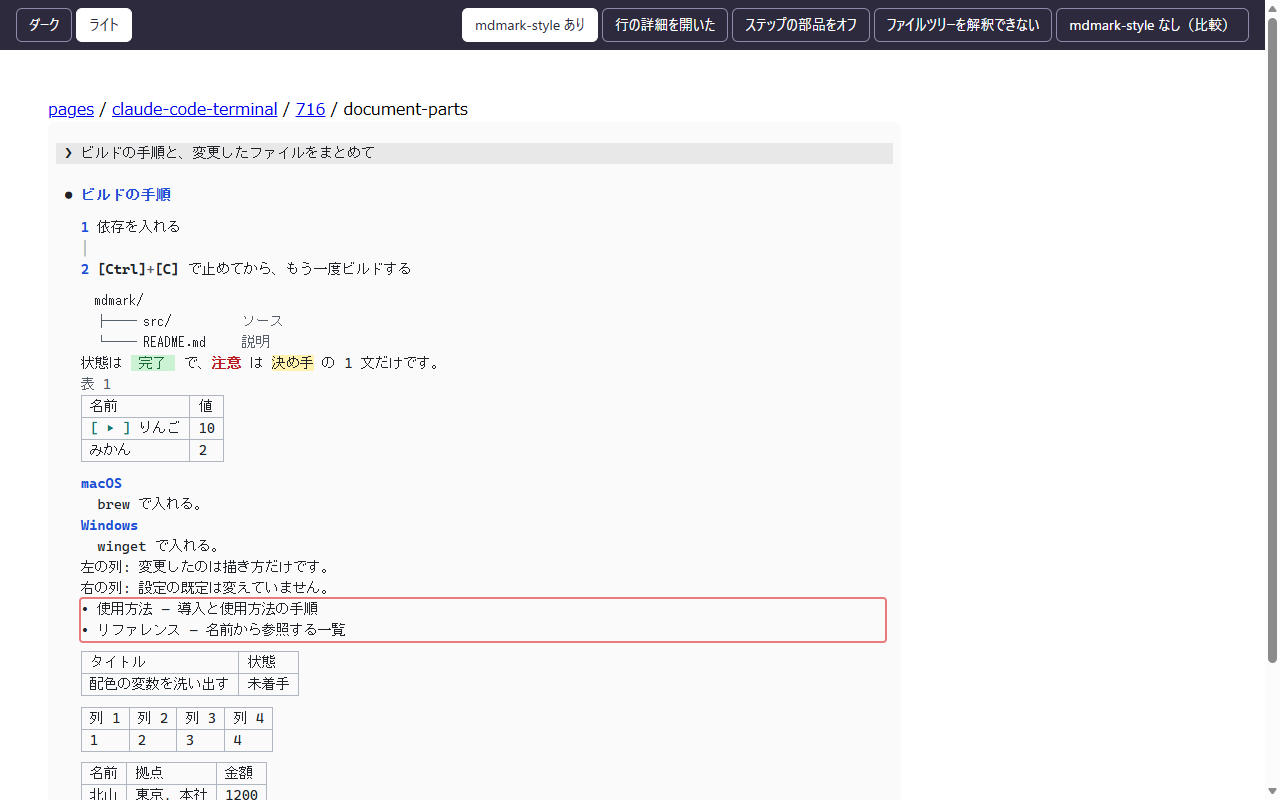 ダーク ライト mdmark-style あり 行の詳細を開いた ステップの部品をオフ ファイルツリーを解釈できない mdmark-style なし（比較）
pages / claude-code-terminal / 716 / document-parts
❯ ビルドの手順と、変更したファイルをまとめて
● ビルドの手順
1 依存を入れる
│
2 [Ctrl]+[C] で止めてから、もう一度ビルドする
mdmark/
├── src/ ソース
└── README.md 説明
状態は 完了 で、注意 は 決め手 の 1 文だけです。
表 1
名前 値
[ ▸ ] りんご 10
みかん 2
macOS
brew で入れる。
Windows
winget で入れる。
左の列: 変更したのは描き方だけです。
右の列: 設定の既定は変えていません。
• 使用方法 — 導入と使用方法の手順
• リファレンス — 名前から参照する一覧
タイトル 状態
配色の変数を洗い出す 未着手
列 1 列 2 列 3 列 4
1 2 3 4
名前 拠点 金額
北山 東京, 本社 1200